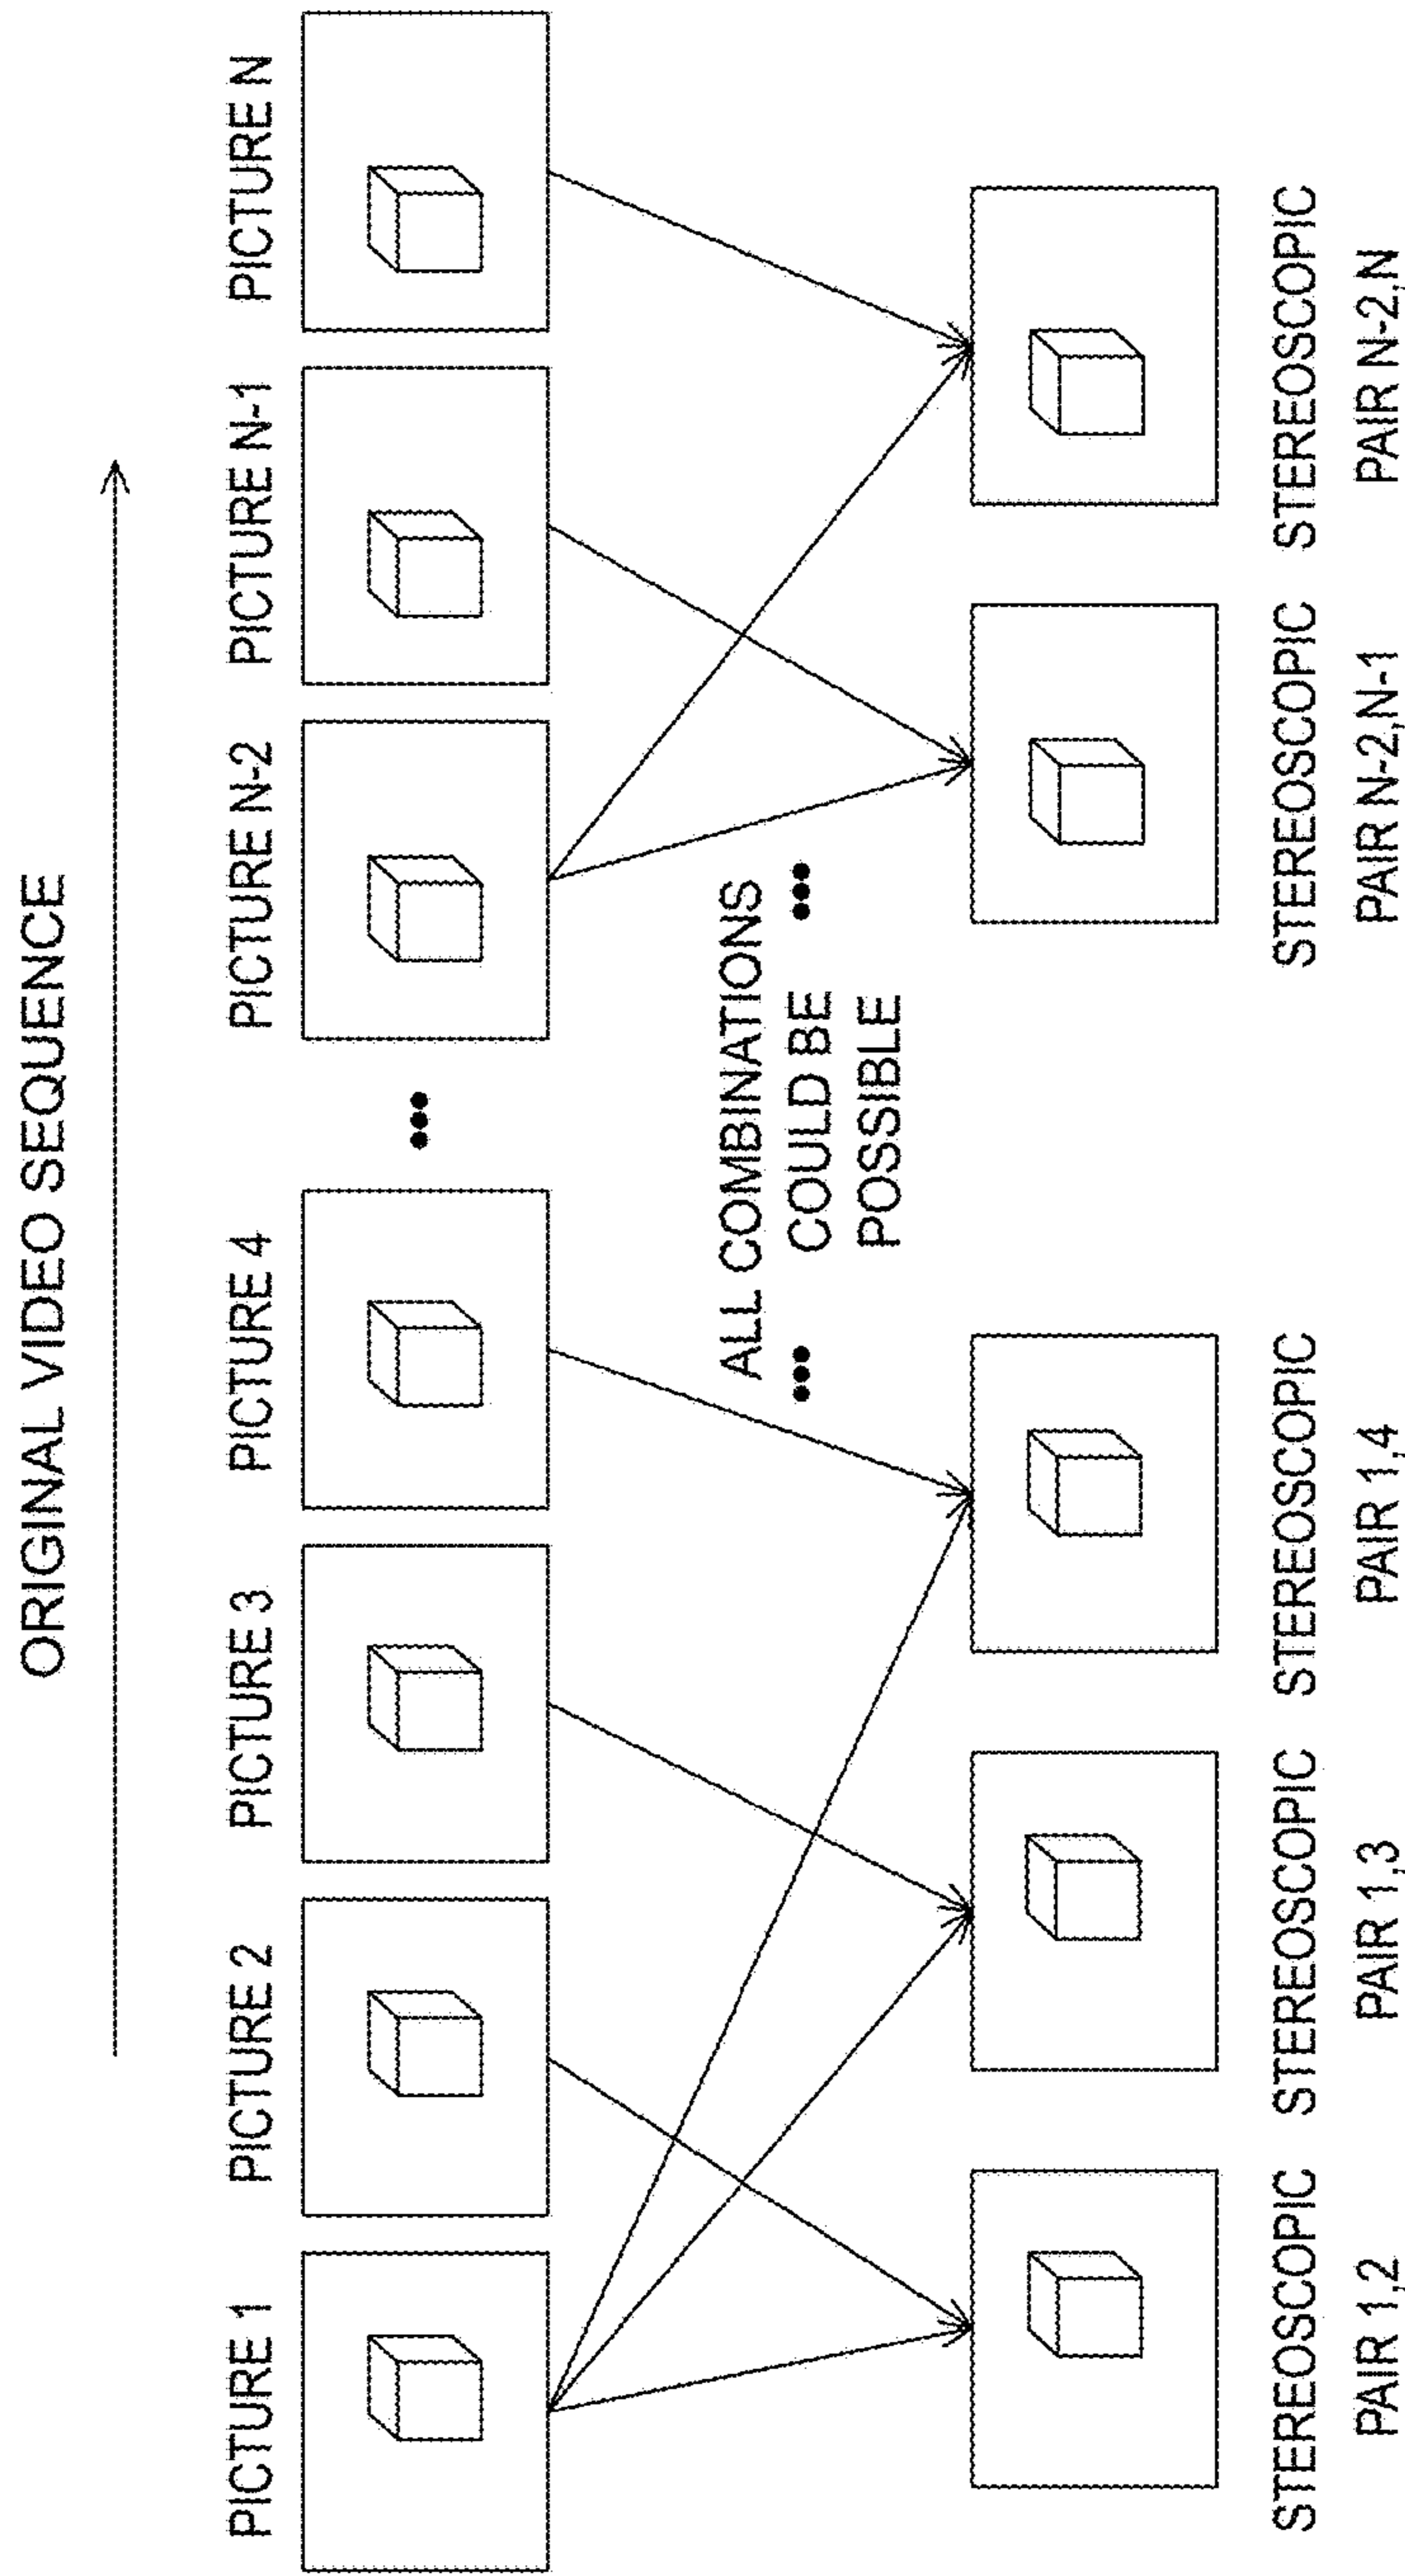 ORIGINAL VIDEO SEQUENCE
PICTURE 1
PICTURE 2
PICTURE 3
PICTURE 4
PICTURE N-2
PICTURE N-1
PICTURE N
ALL COMBINATIONS
COULD BE
POSSIBLE
STEREOSCOPIC
PAIR 1,2
STEREOSCOPIC
PAIR 1,3
STEREOSCOPIC
PAIR 1,4
STEREOSCOPIC
PAIR N-2,N-1
STEREOSCOPIC
PAIR N-2,N